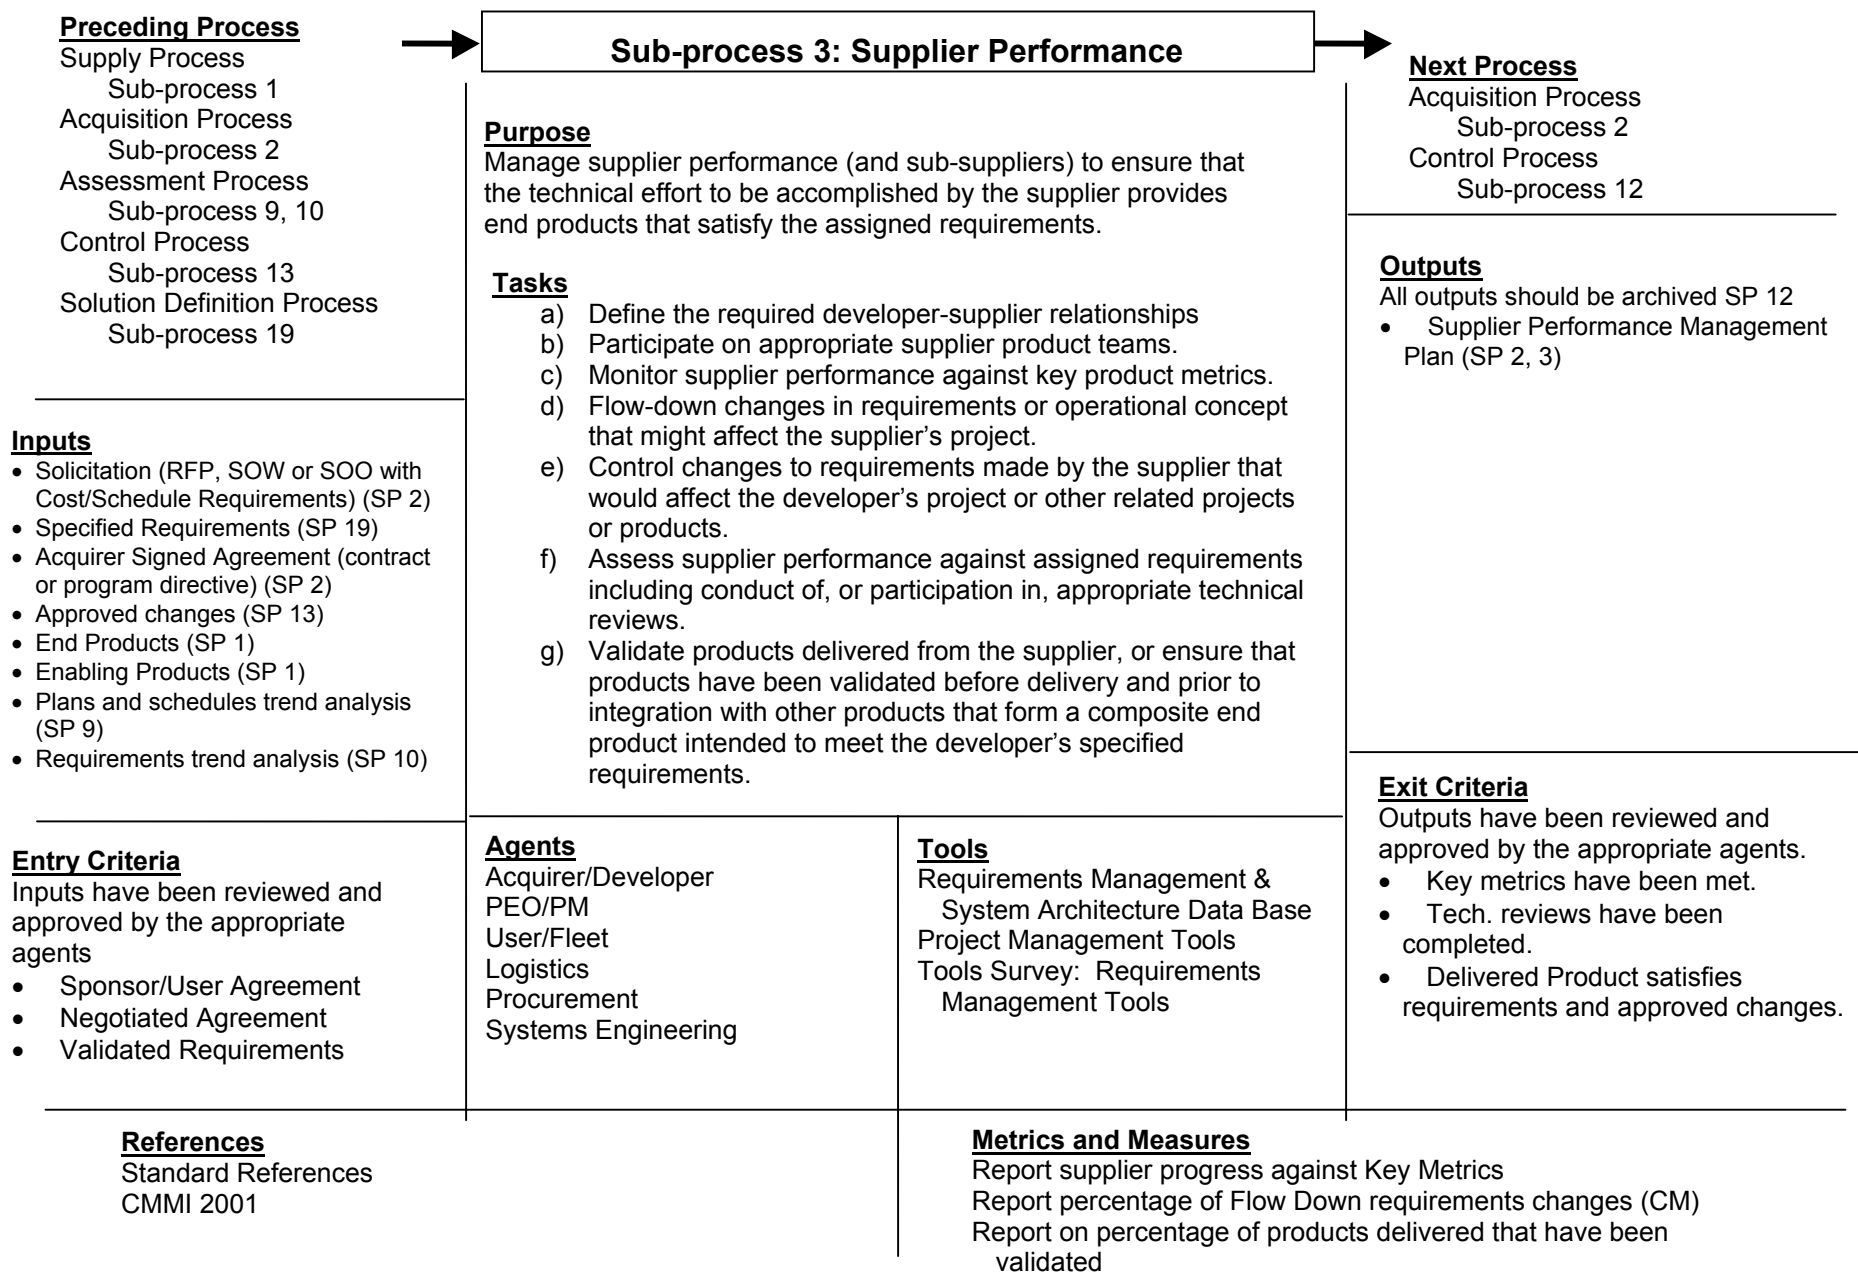 Preceding Process
Supply Process
Sub-process 1
Acquisition Process
Sub-process 2
Assessment Process
Sub-process 9, 10
Control Process
Sub-process 13
Solution Definition Process
Sub-process 19
Inputs
• Solicitation (RFP, SOW or SOO with
Cost/Schedule Requirements) (SP 2)
• Specified Requirements (SP 19)
• Acquirer Signed Agreement (contract
or program directive) (SP 2)
• Approved changes (SP 13)
• End Products (SP 1)
• Enabling Products (SP 1)
• Plans and schedules trend analysis
(SP 9)
• Requirements trend analysis (SP 10)
Entry Criteria
Inputs have been reviewed and
approved by the appropriate
agents
• Sponsor/User Agreement
• Negotiated Agreement
• Validated Requirements
Sub-process 3: Supplier Performance
Purpose
Manage supplier performance (and sub-suppliers) to ensure that
the technical effort to be accomplished by the supplier provides
end products that satisfy the assigned requirements.
Tasks
a) Define the required developer-supplier relationships
b) Participate on appropriate supplier product teams.
c) Monitor supplier performance against key product metrics.
d) Flow-down changes in requirements or operational concept
that might affect the supplier's project.
e) Control changes to requirements made by the supplier that
would affect the developer's project or other related projects
or products.
f) Assess supplier performance against assigned requirements
including conduct of, or participation in, appropriate technical
reviews.
g) Validate products delivered from the supplier, or ensure that
products have been validated before delivery and prior to
integration with other products that form a composite end
product intended to meet the developer's specified
requirements.
Agents
Acquirer/Developer
PEO/PM
User/Fleet
Logistics
Procurement
Systems Engineering
Tools
Requirements Management &
System Architecture Data Base
Project Management Tools
Tools Survey: Requirements
Management Tools
Next Process
Acquisition Process
Sub-process 2
Control Process
Sub-process 12
Outputs
All outputs should be archived SP 12
• Supplier Performance Management
Plan (SP 2, 3)
Exit Criteria
Outputs have been reviewed and
approved by the appropriate agents.
• Key metrics have been met.
• Tech. reviews have been
completed.
• Delivered Product satisfies
requirements and approved changes.
References
Standard References
CMMI 2001
Metrics and Measures
Report supplier progress against Key Metrics
Report percentage of Flow Down requirements changes (CM)
Report on percentage of products delivered that have been
validated